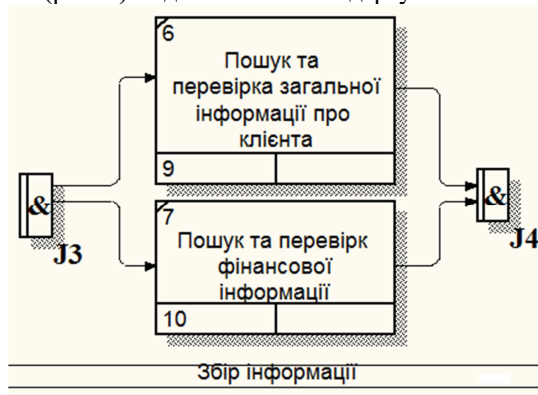 6
Пошук та
перевірка загальної
інформації про
клієнта
9
&
J3
&
J4
7
Пошук та перевірк
фінансової
інформації
10
Збір інформації